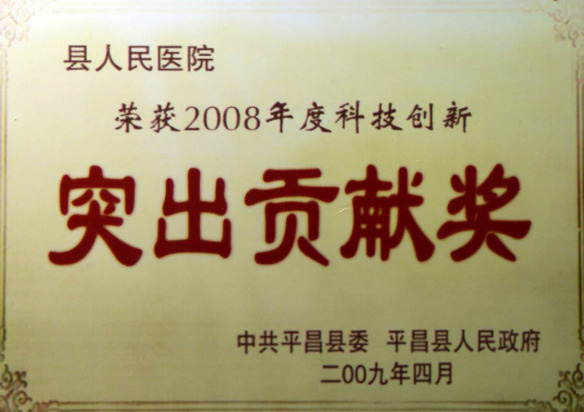 县人民医院
荣获2008年度科技创新
突出贡献奖
中共平昌县委 平昌县人民政府
二00九年四月